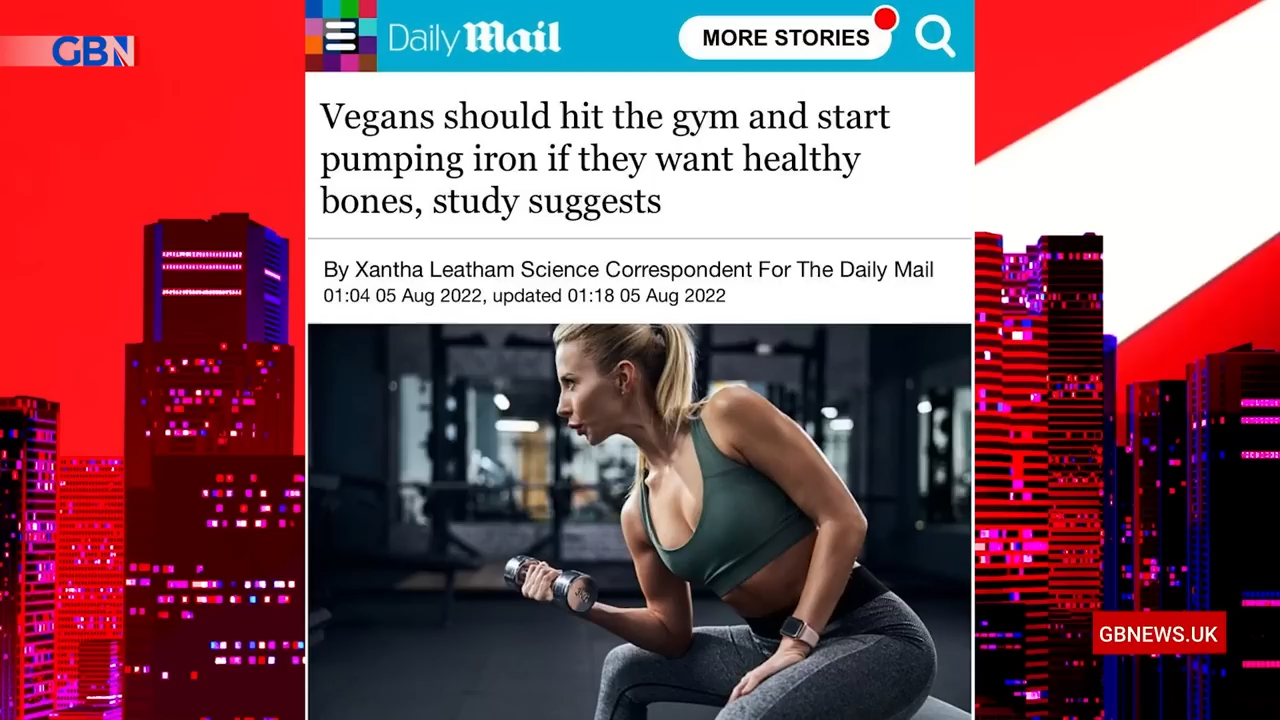 GBN
Daily Mail
MORE STORIES
Vegans should hit the gym and start
pumping iron if they want healthy
bones, study suggests
By Xantha Leatham Science Correspondent For The Daily Mail
01:04 05 Aug 2022, updated 01:18 05 Aug 2022
GBNEWS.UK